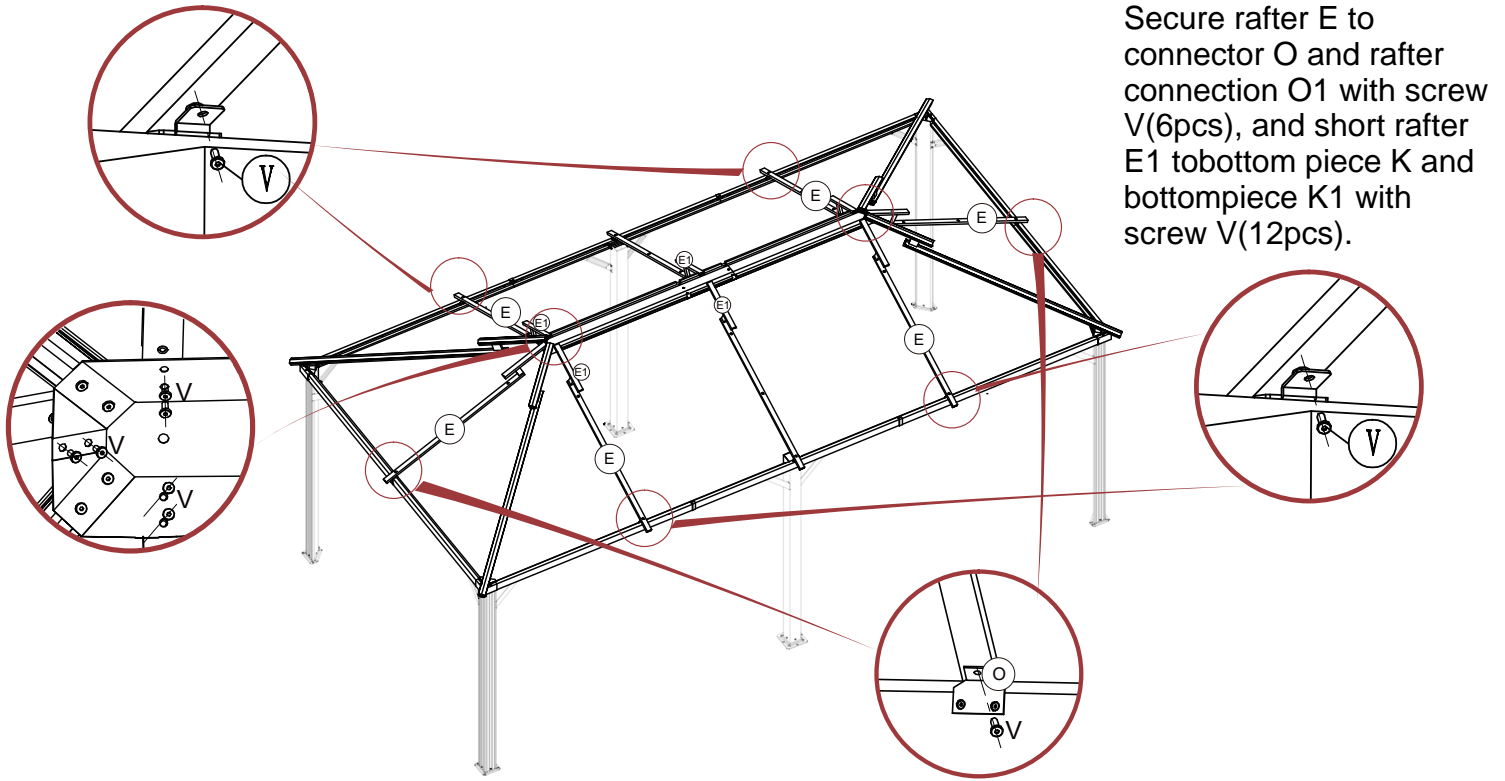 Secure rafter E to
connector O and rafter
connection O1 with screw
V(6pcs), and short rafter
E1 tobottom piece K and
bottompiece K1 with
screw V(12pcs).
V
E
E
E1
E
E1
E1
E
E1
V
V
V
E
E
V
O
V